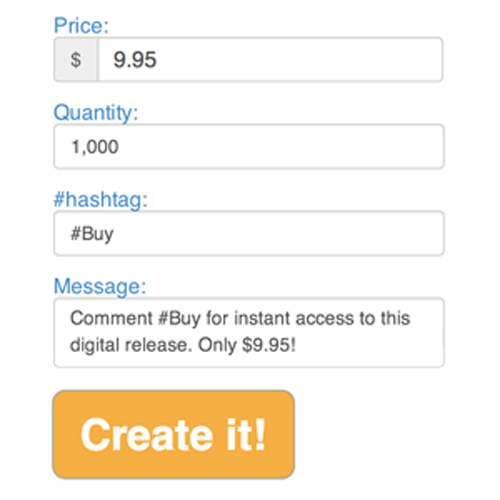 Price:
$ 9.95
Quantity:
1,000
#hashtag:
#Buy
Message:
Comment #Buy for instant access to this
digital release. Only $9.95!
Create it!